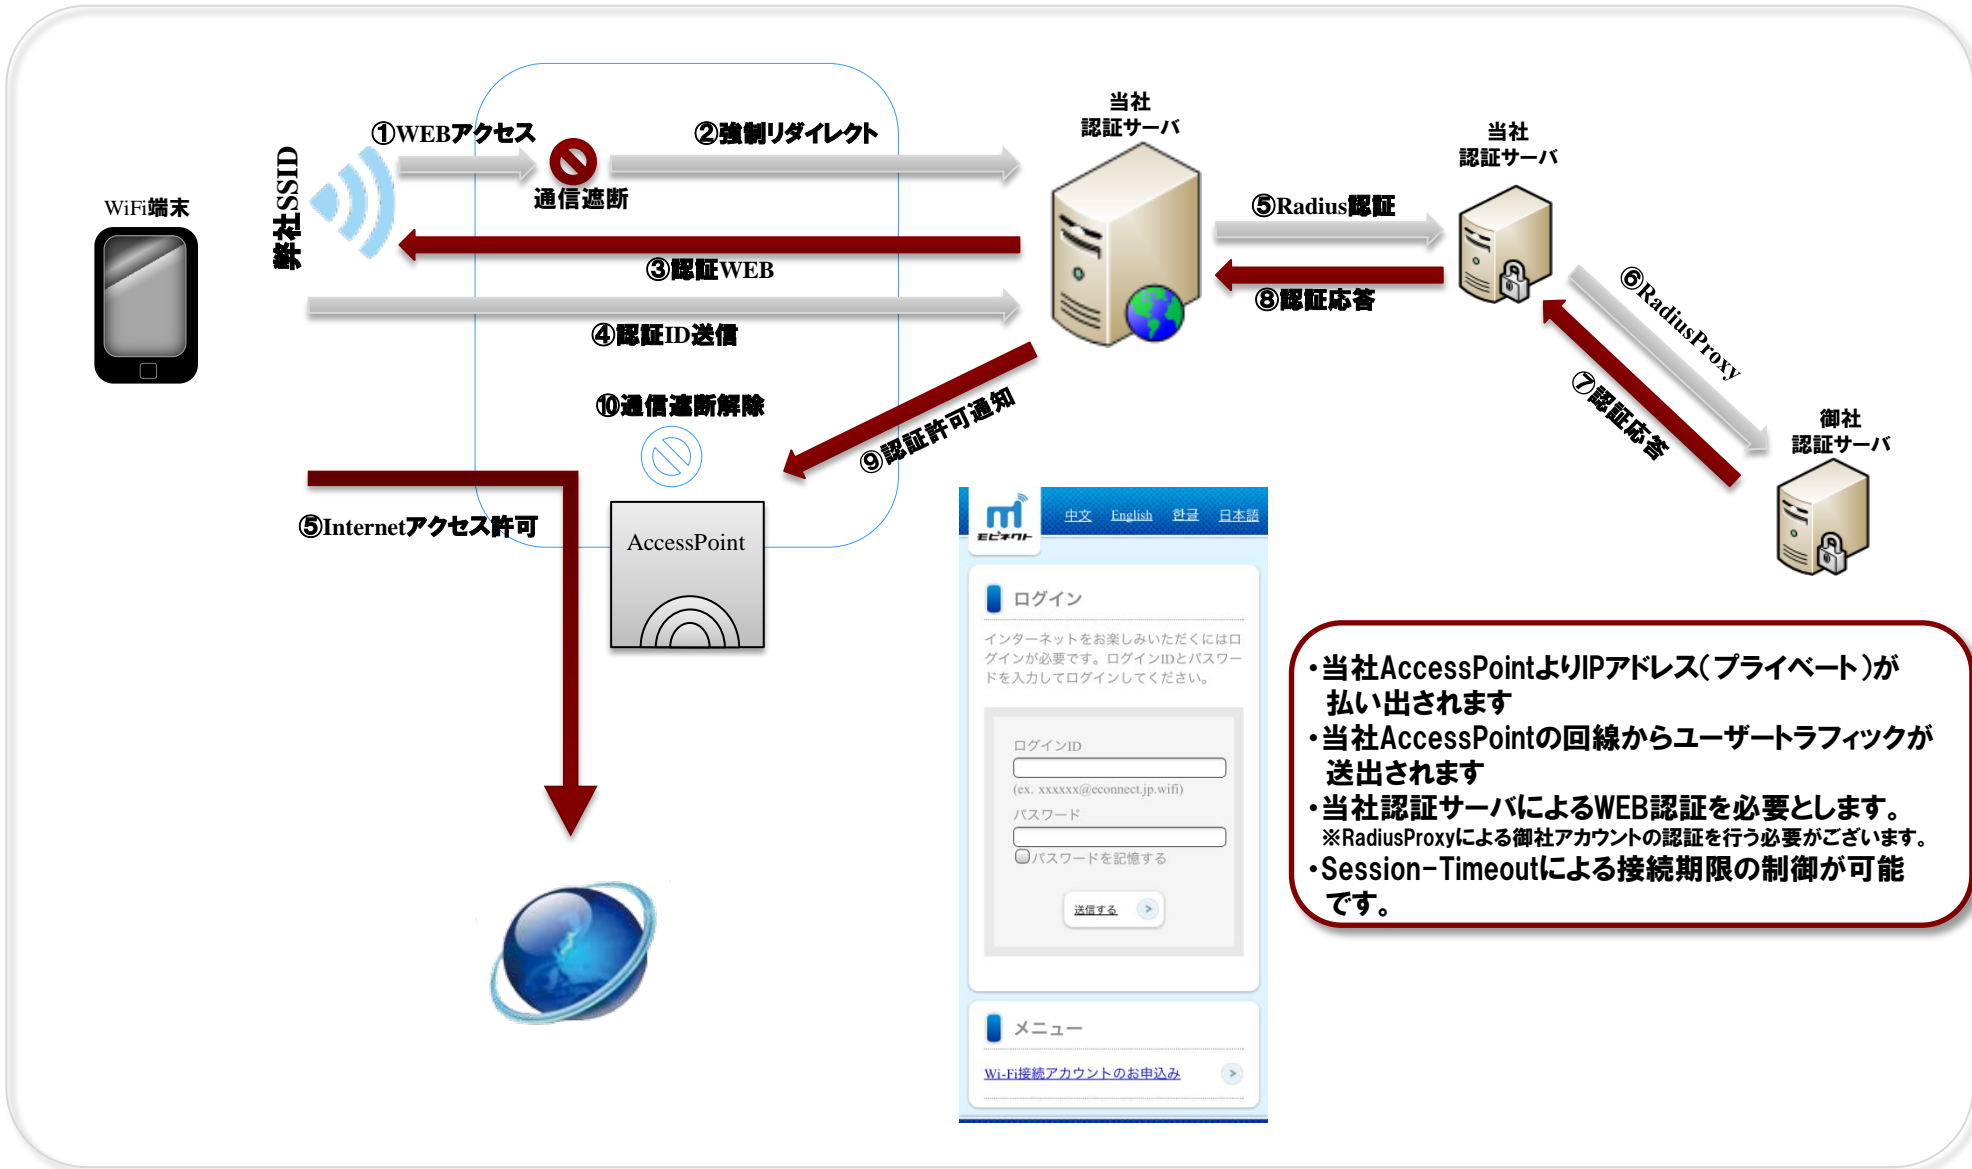 WiFi端末
弊社SSID
①WEBアクセス
通信遮断
②強制リダイレクト
③認証WEB
④認証ID送信
当社
認証サーバ
⑤Radius認証
⑧認証応答
当社
認証サーバ
⑥RadiusProxy
⑦認証応答
御社
認証サーバ
⑨認証許可通知
⑩通信遮断解除
⑤Internetアクセス許可
AccessPoint
モビネクト
中文 English 한글 日本語
ログイン
インターネットをお楽しみいただくにはロ
グインが必要です。ログインIDとパスワー
ドを入力してログインしてください。
ログインID
(ex. xxxxxx@econnect.jp.wifi)
パスワード
パスワードを記憶する
送信する
メニュー
Wi-Fi接続アカウントのお申込み
・当社AccessPointよりIPアドレス(プライベート)が
払い出されます
・当社AccessPointの回線からユーザートラフィックが
送出されます
・当社認証サーバによるWEB認証を必要とします。
※RadiusProxyによる御社アカウントの認証を行う必要がございます。
・Session-Timeoutによる接続期限の制御が可能
です。